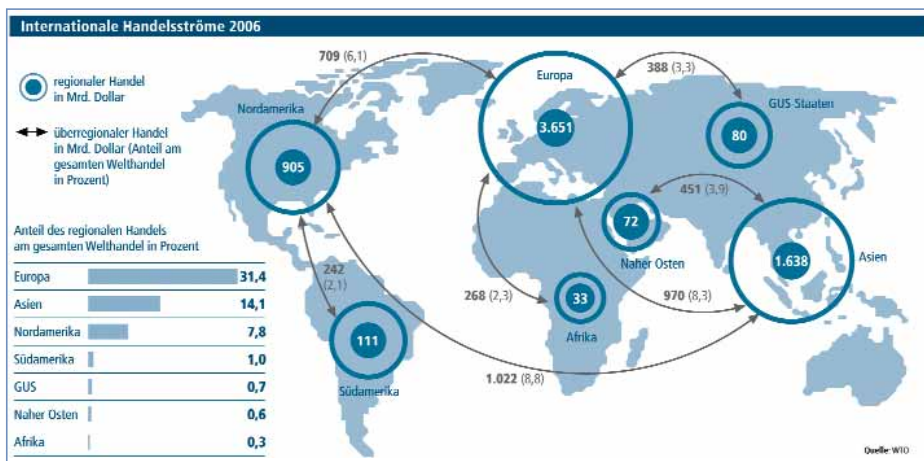 Internationale Handelsströme 2006
regionaler Handel
in Mrd. Dollar
überregionaler Handel
in Mrd. Dollar (Anteil am
gesamten Welthandel
in Prozent)
709 (6,1)
Europa
3.651
388 (3,3)
GUS-Staaten
80
Nordamerika
905
451 (3,9)
72
Naher Osten
1.638
Asien
242
(2,1)
268 (2,3)
33
Afrika
970 (8,3)
111
Südamerika
1.022 (8,8)
Anteil des regionalen Handels
am gesamten Welthandel in Prozent
Europa 31,4
Asien 14,1
Nordamerika 7,8
Südamerika 1,0
GUS 0,7
Naher Osten 0,6
Afrika 0,3
Quelle: WTO